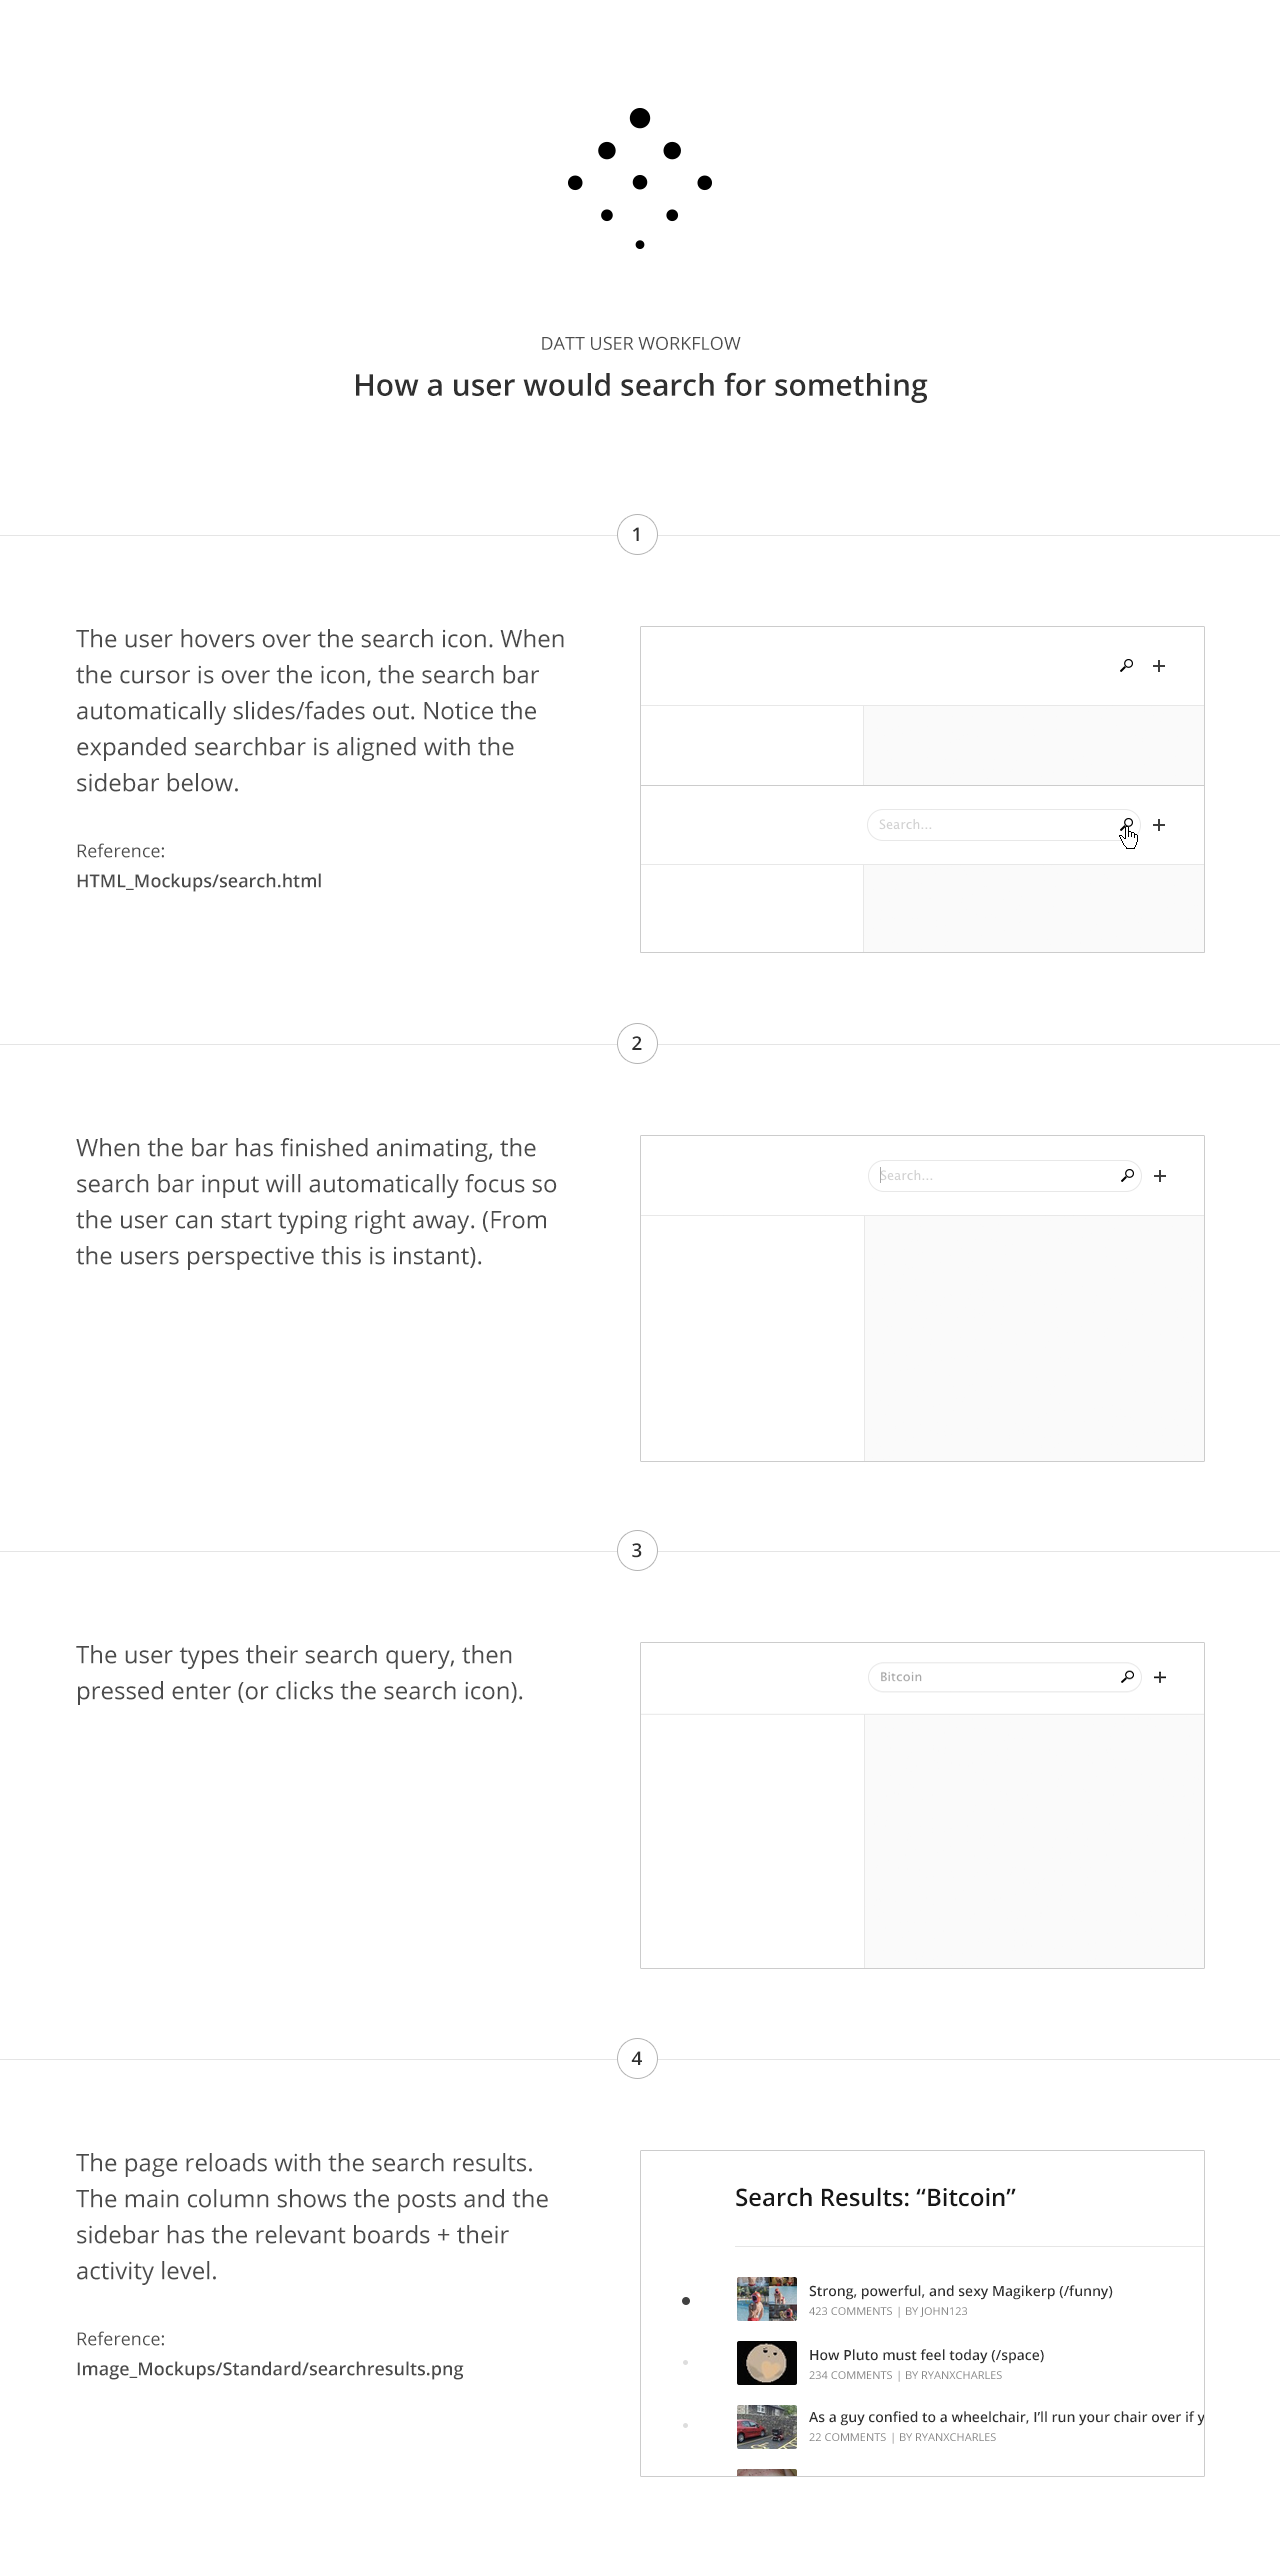 DATT USER WORKFLOW
How a user would search for something
1
The user hovers over the search icon. When
the cursor is over the icon, the search bar
automatically slides/fades out. Notice the
expanded searchbar is aligned with the
sidebar below.
Reference:
HTML_Mockups/search.html
Search...
2
When the bar has finished animating, the
search bar input will automatically focus so
the user can start typing right away. (From
the users perspective this is instant).
Search...
3
The user types their search query, then
pressed enter (or clicks the search icon).
Bitcoin
4
The page reloads with the search results.
The main column shows the posts and the
sidebar has the relevant boards + their
activity level.
Reference:
Image_Mockups/Standard/searchresults.png
Search Results: “Bitcoin”
Strong, powerful, and sexy Magikerp (/funny)
423 COMMENTS | BY JOHN123
How Pluto must feel today (/space)
234 COMMENTS | BY RYANXCHARLES
As a guy confied to a wheelchair, I’ll run your chair over if y
22 COMMENTS | BY RYANXCHARLES